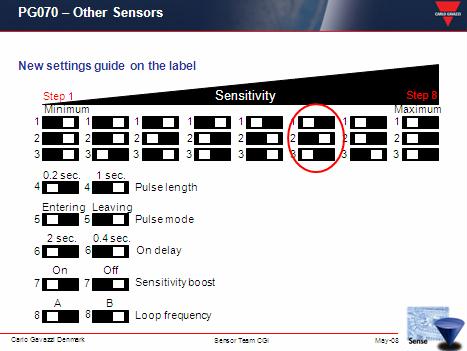 PG070 – Other Sensors
CARLO GAVAZZI
New settings guide on the label
Step 1 Sensitivity Step 8
Minimum Maximum
1 1 1 1 1 1 1 1
2 2 2 2 2 2 2 2
3 3 3 3 3 3 3 3
0.2 sec. 1 sec.
4 4 Pulse length
Entering Leaving
5 5 Pulse mode
2 sec. 0.4 sec.
6 6 On delay
On Off
7 7 Sensitivity boost
A B
8 8 Loop frequency
Carlo Gavazzi Denmark Sensor Team CGI May-08 Sense